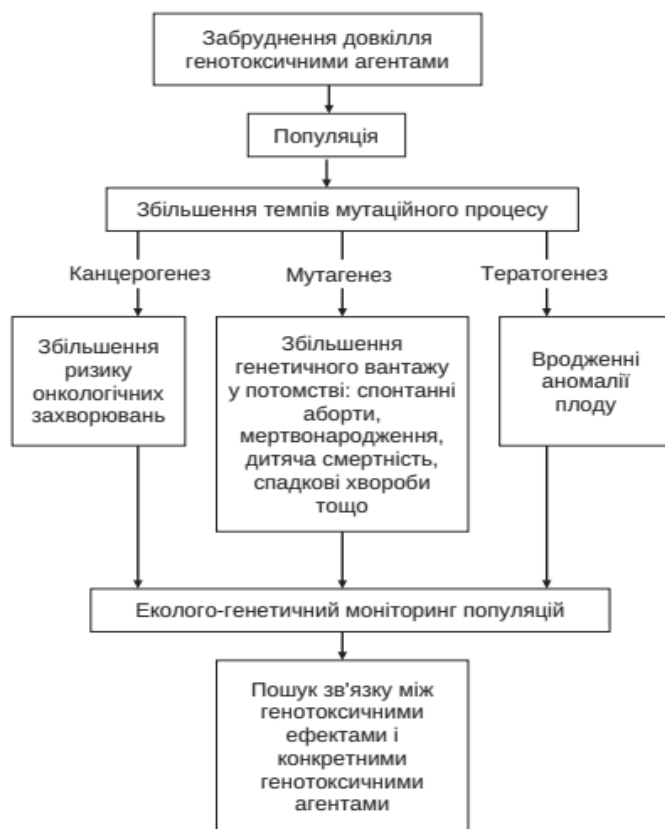 Забруднення довкілля
генотоксичними агентами
Популяція
Збільшення темпів мутаційного процесу
Канцерогенез
Мутагенез
Тератогенез
Збільшення
ризику
онкологічних
захворювань
Збільшення
генетичного вантажу
у потомстві: спонтанні
аборти,
мертвонародження,
дитяча смертність,
спадкові хвороби
тощо
Вродженні
аномалії
плоду
Еколого-генетичний моніторинг популяцій
Пошук зв'язку між
генотоксичними
ефектами і
конкретними
генотоксичними
агентами